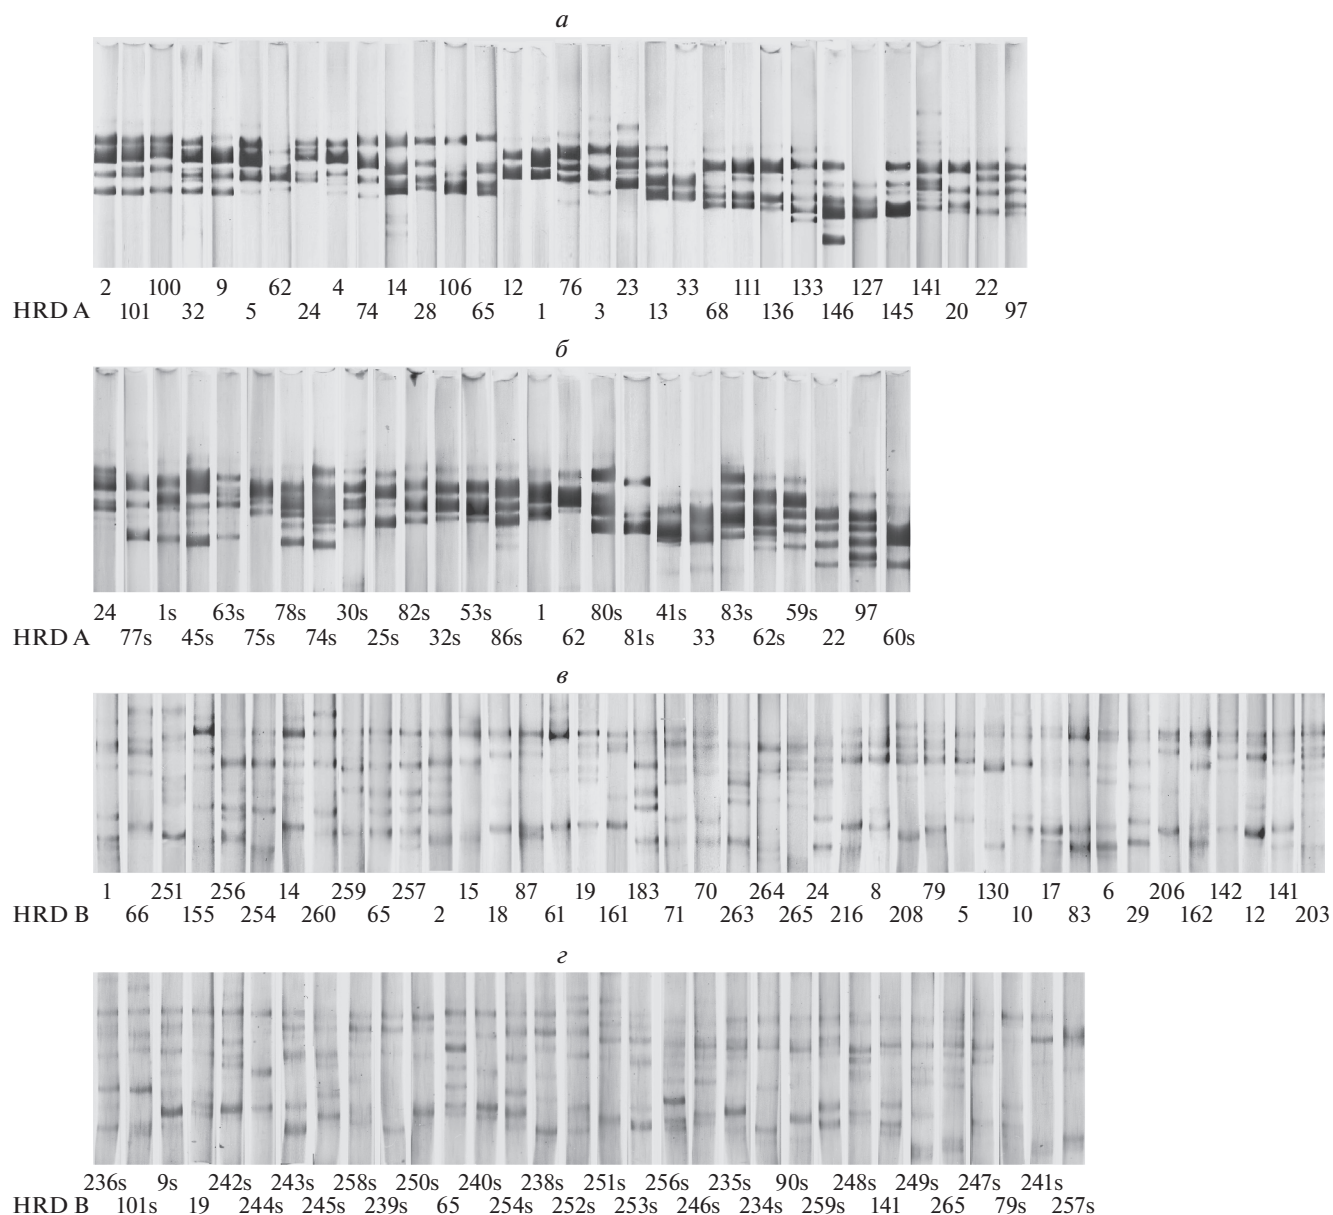 а
2 100 9 62 4 14 106 12 76 23 33 111 133 127 141 22
HRD A 101 32 5 24 74 28 65 1 3 13 68 136 146 145 20 97
б
24 1s 63s 78s 30s 82s 53s 1 80s 41s 83s 59s 97
HRD A 77s 45s 75s 74s 25s 32s 86s 62 81s 33 62s 22 60s
в
1 251 256 14 259 257 15 87 19 183 70 264 24 8 79 130 17 6 206 142 141
HRD B 66 155 254 260 65 2 18 61 161 71 263 265 216 208 5 10 83 29 162 12 203
г
236s 9s 242s 243s 258s 250s 240s 238s 251s 256s 235s 90s 248s 249s 247s 241s
HRD B 101s 19 244s 245s 239s 65 254s 252s 253s 246s 234s 259s 141 265 79s 257s